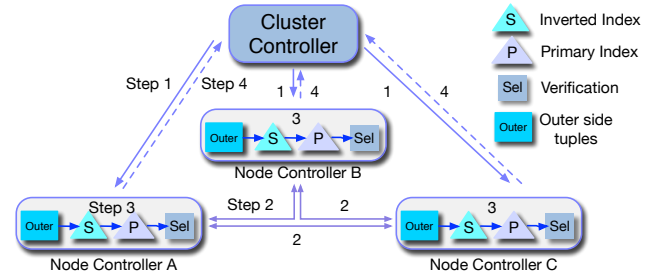 Cluster
Controller
S
Inverted Index
P
Primary Index
Sel
Verification
Outer
Outer side
tuples
Step 1
Step 4
1
4
1
4
3
Outer
S
P
Sel
Node Controller B
Step 2
2
2
Step 3
Outer
S
P
Sel
Node Controller A
3
Outer
S
P
Sel
Node Controller C